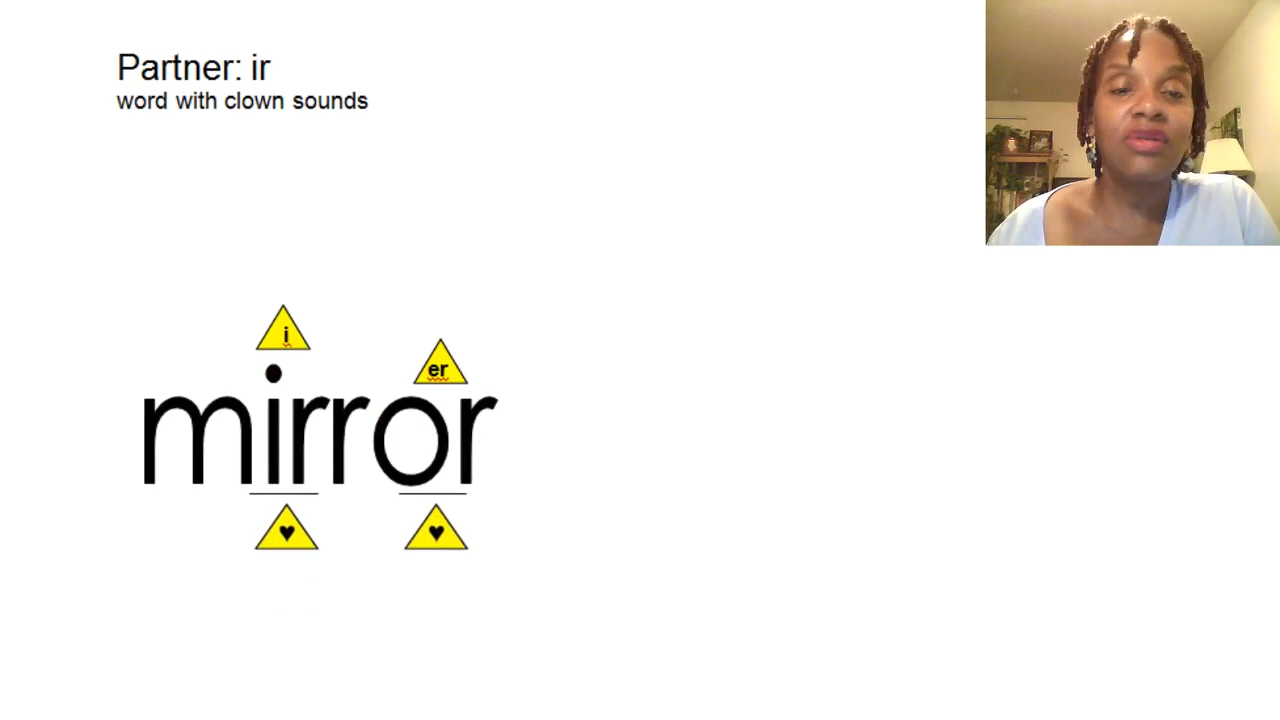 Partner: ir
word with clown sounds
i
er
mirror
♥ ♥